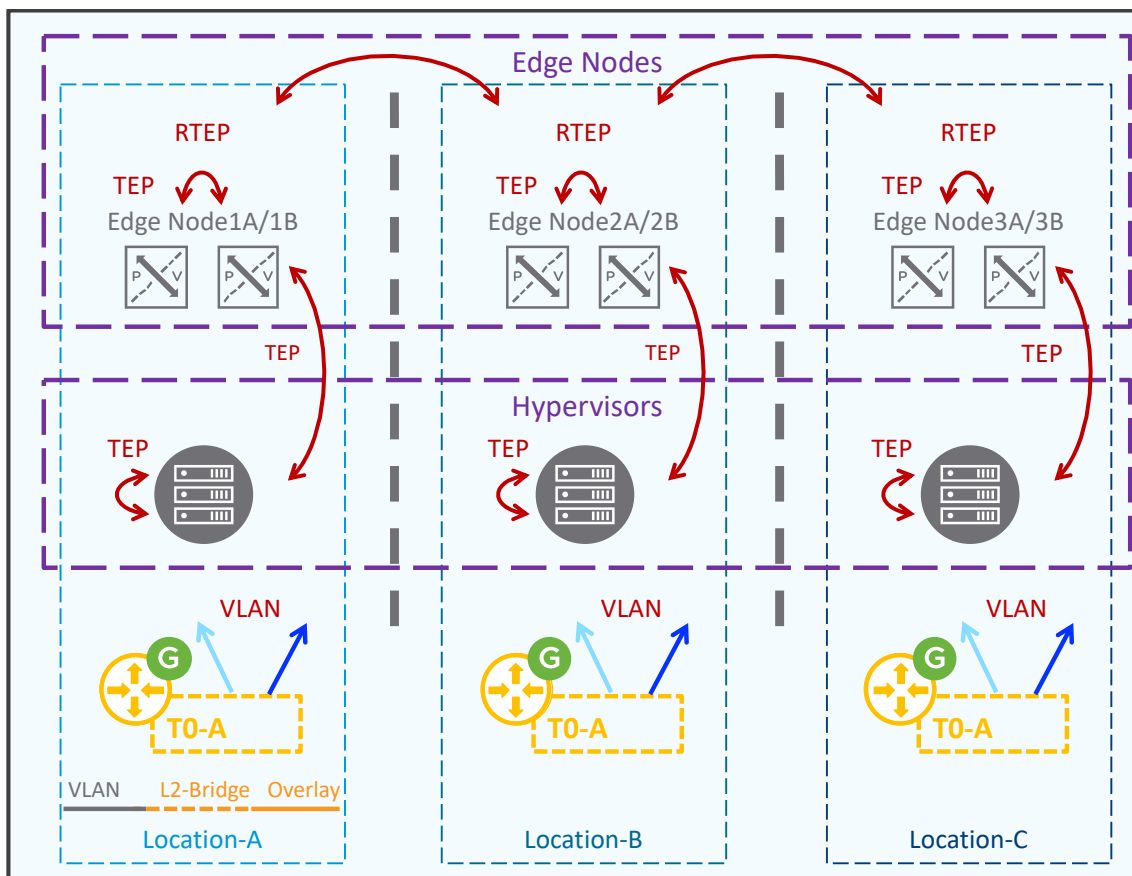 Edge Nodes
RTEP
RTEP
RTEP
TEP
TEP
TEP
Edge Node1A/1B
Edge Node2A/2B
Edge Node3A/3B
P V
P V
P V
P V
P V
P V
TEP
TEP
TEP
Hypervisors
TEP
TEP
TEP
VLAN
VLAN
VLAN
G
G
G
T0-A
T0-A
T0-A
VLAN L2-Bridge Overlay
Location-A
Location-B
Location-C